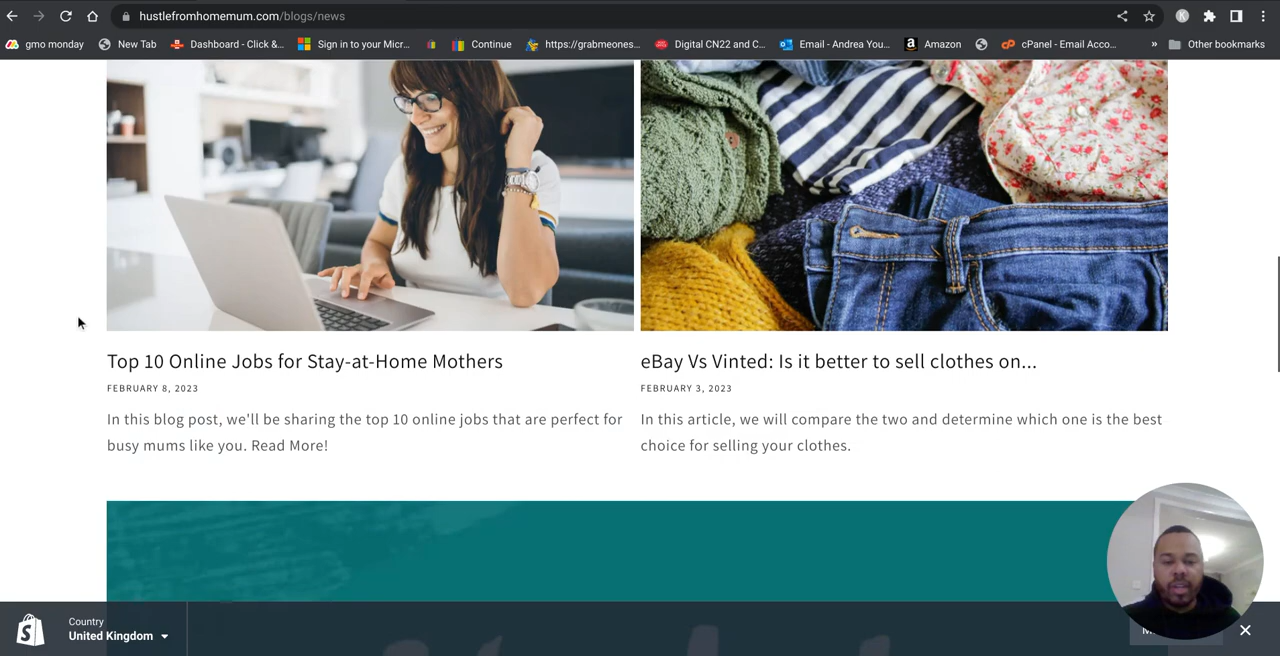 hustlefromhomemum.com/blogs/news
gmo monday
New Tab
Dashboard - Click &...
Sign in to your Micr...
Continue
https://grabmeones...
Digital CN22 and C...
Email - Andrea You...
Amazon
cPanel - Email Acco...
»
Other bookmarks
Top 10 Online Jobs for Stay-at-Home Mothers
FEBRUARY 8, 2023
In this blog post, we'll be sharing the top 10 online jobs that are perfect for
busy mums like you. Read More!
eBay Vs Vinted: Is it better to sell clothes on...
FEBRUARY 3, 2023
In this article, we will compare the two and determine which one is the best
choice for selling your clothes.
Country
United Kingdom